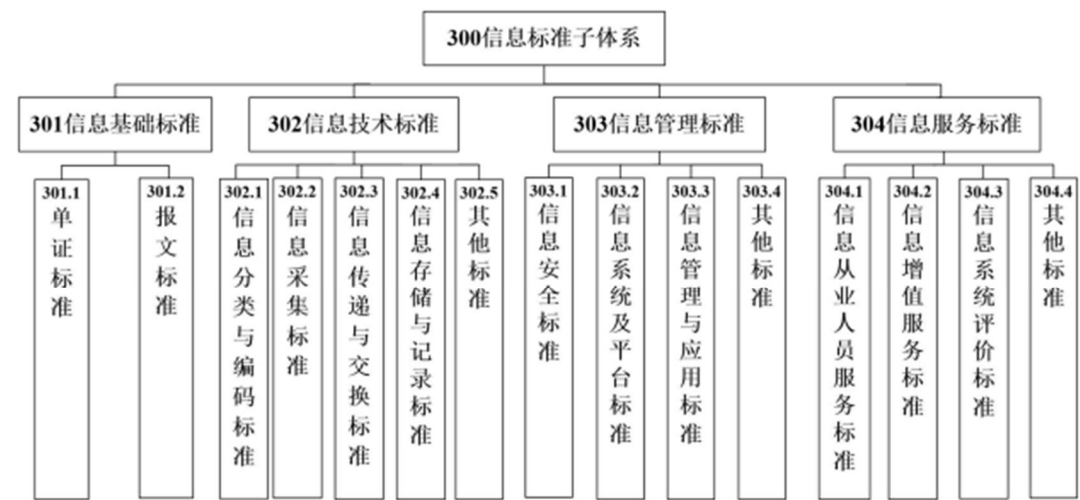 300信息标准子体系
301信息基础标准
302信息技术标准
303信息管理标准
304信息服务标准
301.1
单证标准
301.2
报文标准
302.1
信息分类与编码标准
302.2
信息采集标准
302.3
信息传递与交换标准
302.4
信息存储与记录标准
302.5
其他标准
303.1
信息安全标准
303.2
信息系统及平台标准
303.3
信息管理与应用标准
303.4
其他标准
304.1
信息从业人员服务标准
304.2
信息增值服务标准
304.3
信息系统评价标准
304.4
其他标准